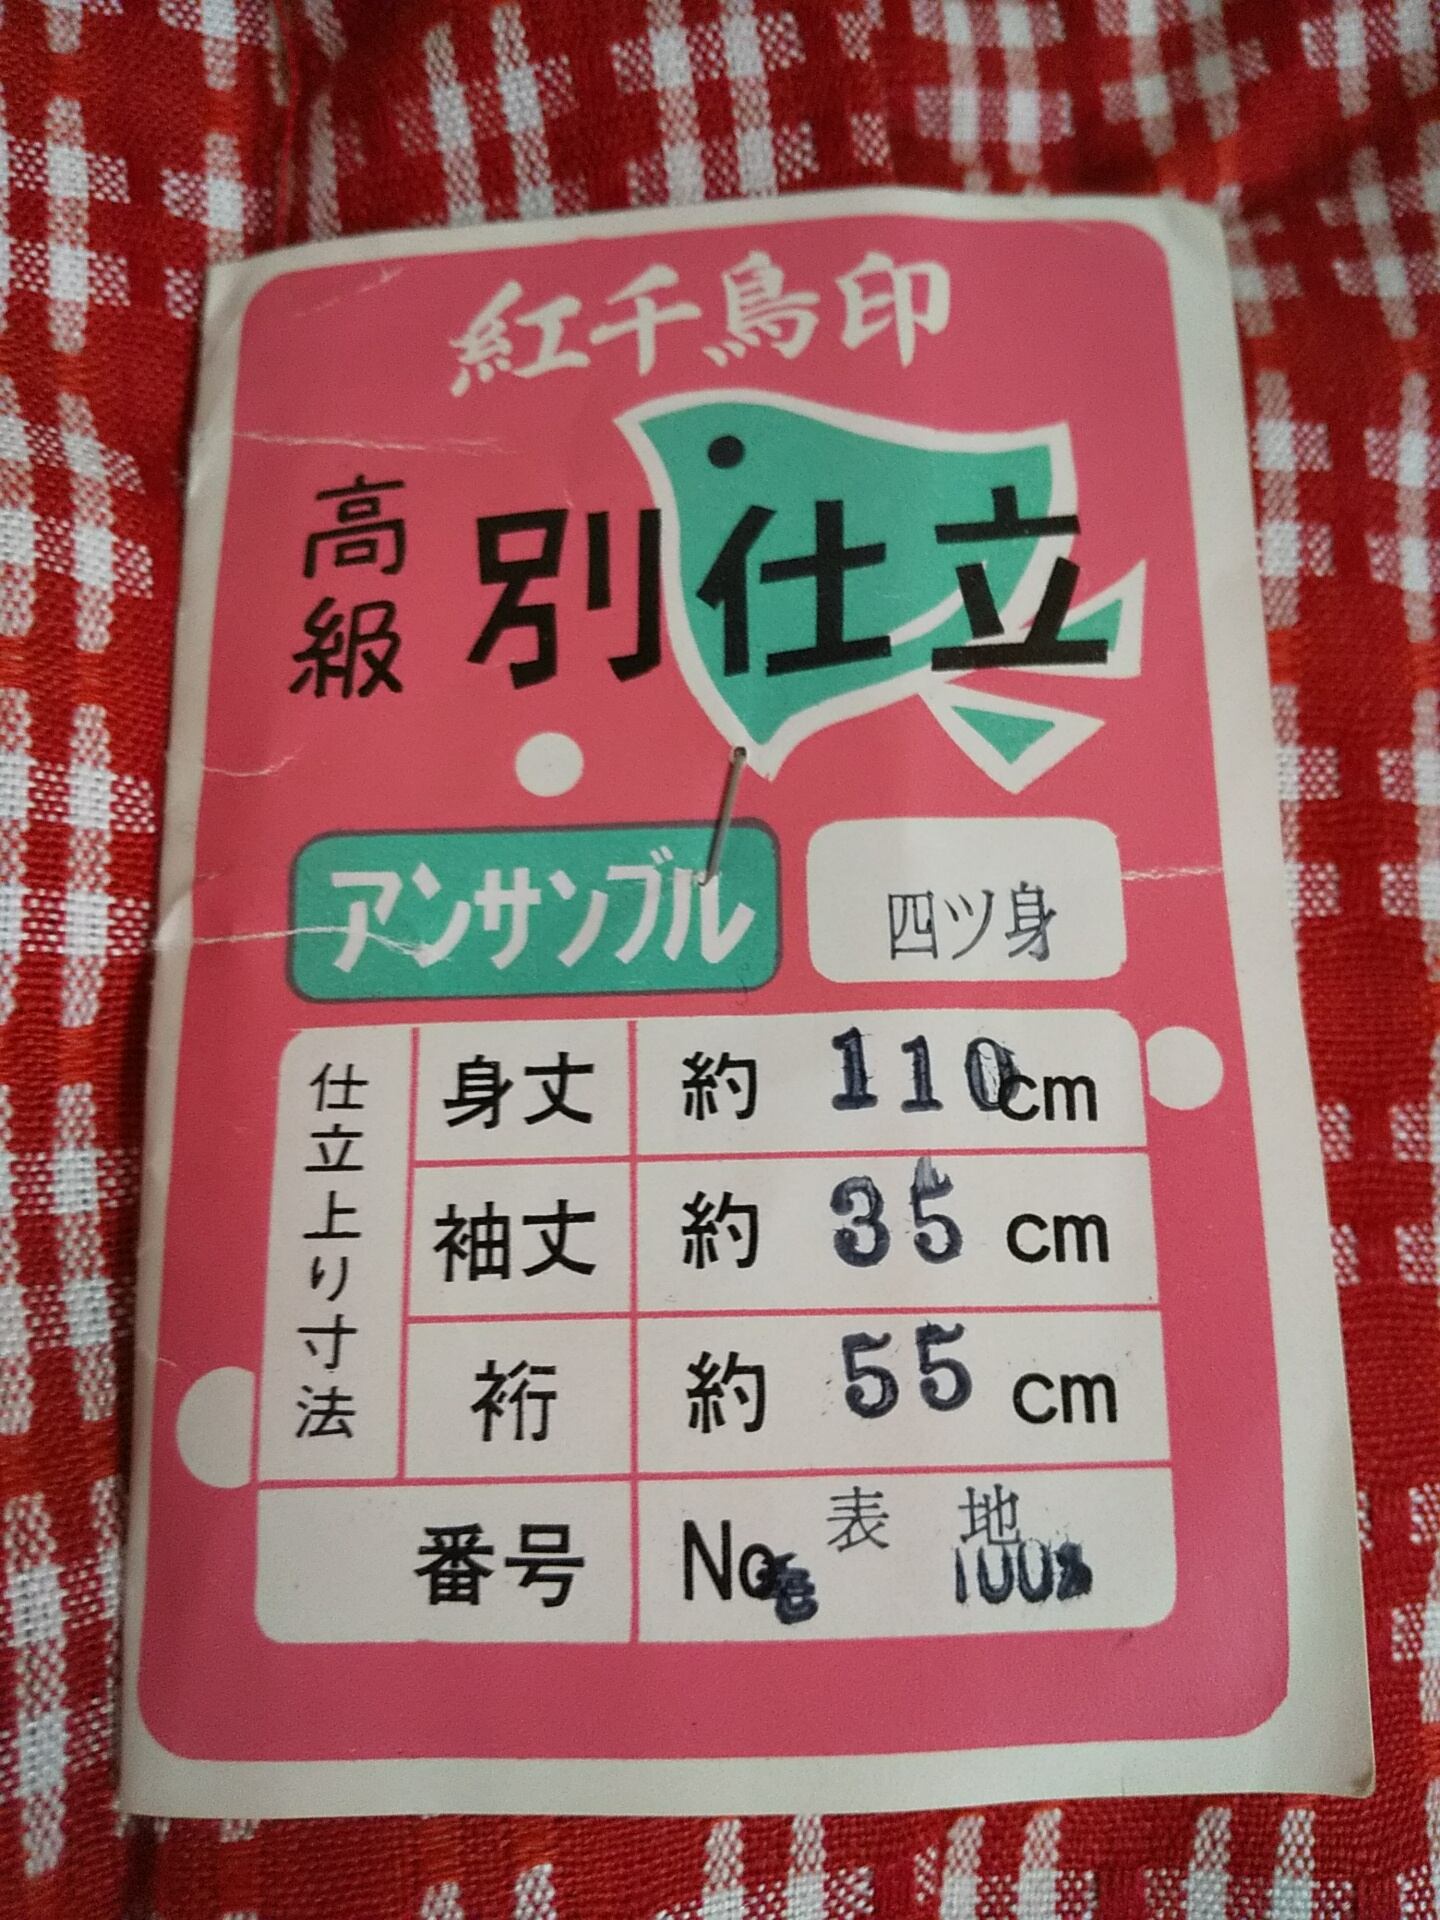 紅千鳥印
高級
別仕立
アンサンブル
四ツ身
仕立上り寸法
身丈 約 110cm
袖丈 約 35 cm
裄 約 55 cm
番号 No. 表地
100%